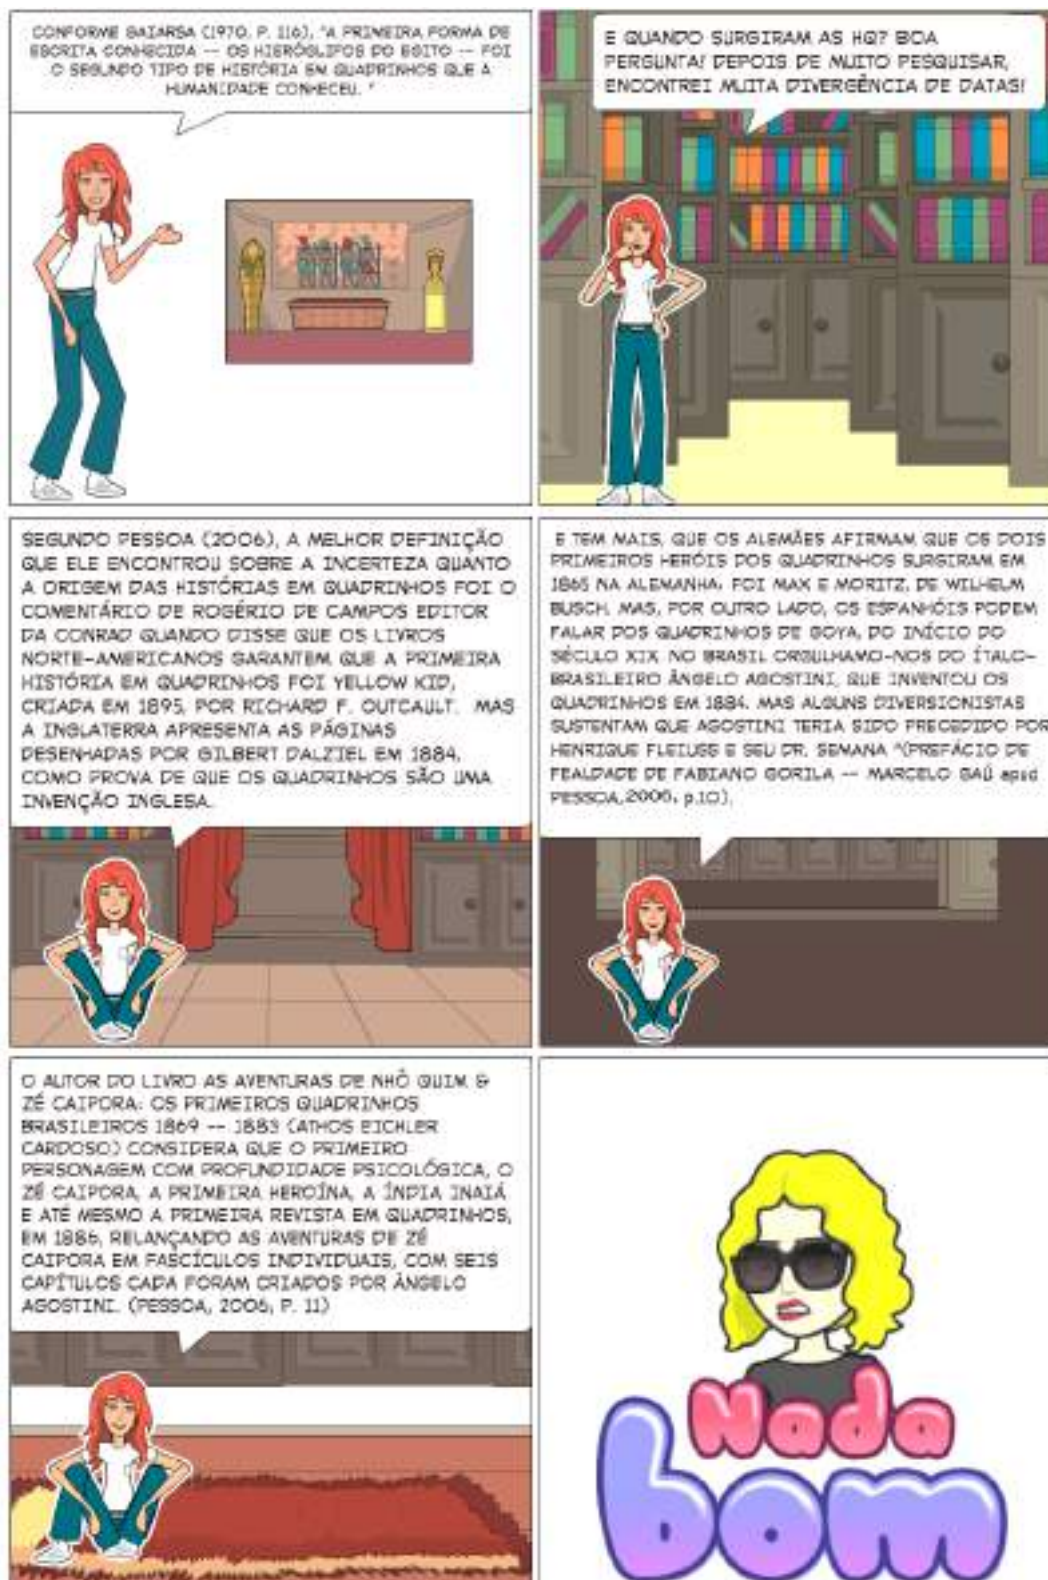 CONFORME GAIARSA (1970. P. 116), "A PRIMEIRA FORMA DE
ESCRITA CONHECIDA -- OS HIERÓGLIFOS DO EGITO -- FOI
O SEGUNDO TIPO DE HISTÓRIA EM QUADRINHOS QUE A
HUMANIDADE CONHECEU. "
E QUANDO SURGIRAM AS HQ? BOA
PERGUNTA! DEPOIS DE MUITO PESQUISAR,
ENCONTREI MUITA DIVERGÊNCIA DE DATAS!
SEGUNDO PESSOA (2006), A MELHOR DEFINIÇÃO
QUE ELE ENCONTROU SOBRE A INCERTEZA QUANTO
A ORIGEM DAS HISTÓRIAS EM QUADRINHOS FOI O
COMENTÁRIO DE ROGÉRIO DE CAMPOS EDITOR
DA CONRAD QUANDO DISSE QUE OS LIVROS
NORTE-AMERICANOS GARANTEM QUE A PRIMEIRA
HISTÓRIA EM QUADRINHOS FOI YELLOW KID,
CRIADA EM 1895, POR RICHARD F. OUTCAULT. MAS
A INGLATERRA APRESENTA AS PÁGINAS
DESENHADAS POR GILBERT DALZIEL EM 1884,
COMO PROVA DE QUE OS QUADRINHOS SÃO UMA
INVENÇÃO INGLESA.
E TEM MAIS, QUE OS ALEMÃES AFIRMAM QUE OS DOIS
PRIMEIROS HERÓIS DOS QUADRINHOS SURGIRAM EM
1865 NA ALEMANHA: FOI MAX E MORITZ, DE WILHELM
BUSCH. MAS, POR OUTRO LADO, OS ESPANHÓIS PODEM
FALAR DOS QUADRINHOS DE GOYA, DO INÍCIO DO
SÉCULO XIX. NO BRASIL ORGULHAMO-NOS DO ÍTALO-
BRASILEIRO ÂNGELO AGOSTINI, QUE INVENTOU OS
QUADRINHOS EM 1884. MAS ALGUNS DIVERSIONISTAS
SUSTENTAM QUE AGOSTINI TERIA SIDO PRECEDIDO POR
HENRIQUE FLEIUSS E SEU DR. SEMANA "(PREFÁCIO DE
FEALDADE DE FABIANO GORILA -- MARCELO GAÚ apud
PESSOA, 2006, p.10).
O AUTOR DO LIVRO AS AVENTURAS DE NHÔ QUIM &
ZÉ CAIPORA: OS PRIMEIROS QUADRINHOS
BRASILEIROS 1869 -- 1883 (ATHOS EICHLER
CARDOSO) CONSIDERA QUE O PRIMEIRO
PERSONAGEM COM PROFUNDIDADE PSICOLÓGICA, O
ZÉ CAIPORA, A PRIMEIRA HEROÍNA, A ÍNDIA INAIÁ
E ATÉ MESMO A PRIMEIRA REVISTA EM QUADRINHOS,
EM 1886, RELANÇANDO AS AVENTURAS DE ZÉ
CAIPORA EM FASCÍCULOS INDIVIDUAIS, COM SEIS
CAPÍTULOS CADA FORAM CRIADOS POR ÂNGELO
AGOSTINI. (PESSOA, 2006, P. 11)
Nada
bom